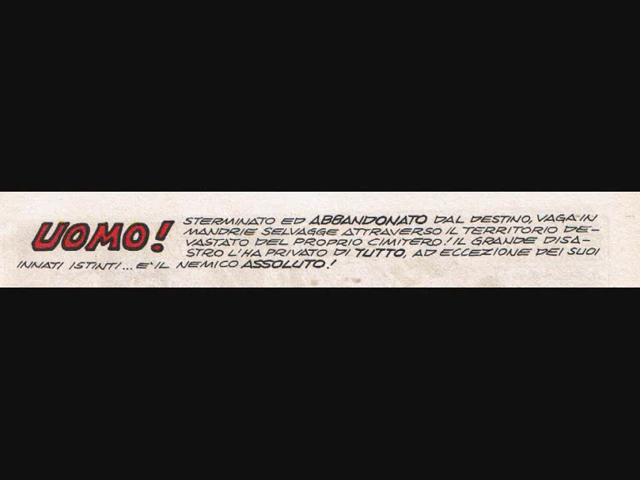 UOMO! STERMINATO ED ABBANDONATO DAL DESTINO, VAGA IN
MANDRIE SELVAGGE ATTRAVERSO IL TERRITORIO DE-
VASTATO DEL PROPRIO CIMITERO! IL GRANDE DISA-
STRO L'HA PRIVATO DI TUTTO, AD ECCEZIONE DEI SUOI
INNATI ISTINTI... E' IL NEMICO ASSOLUTO!